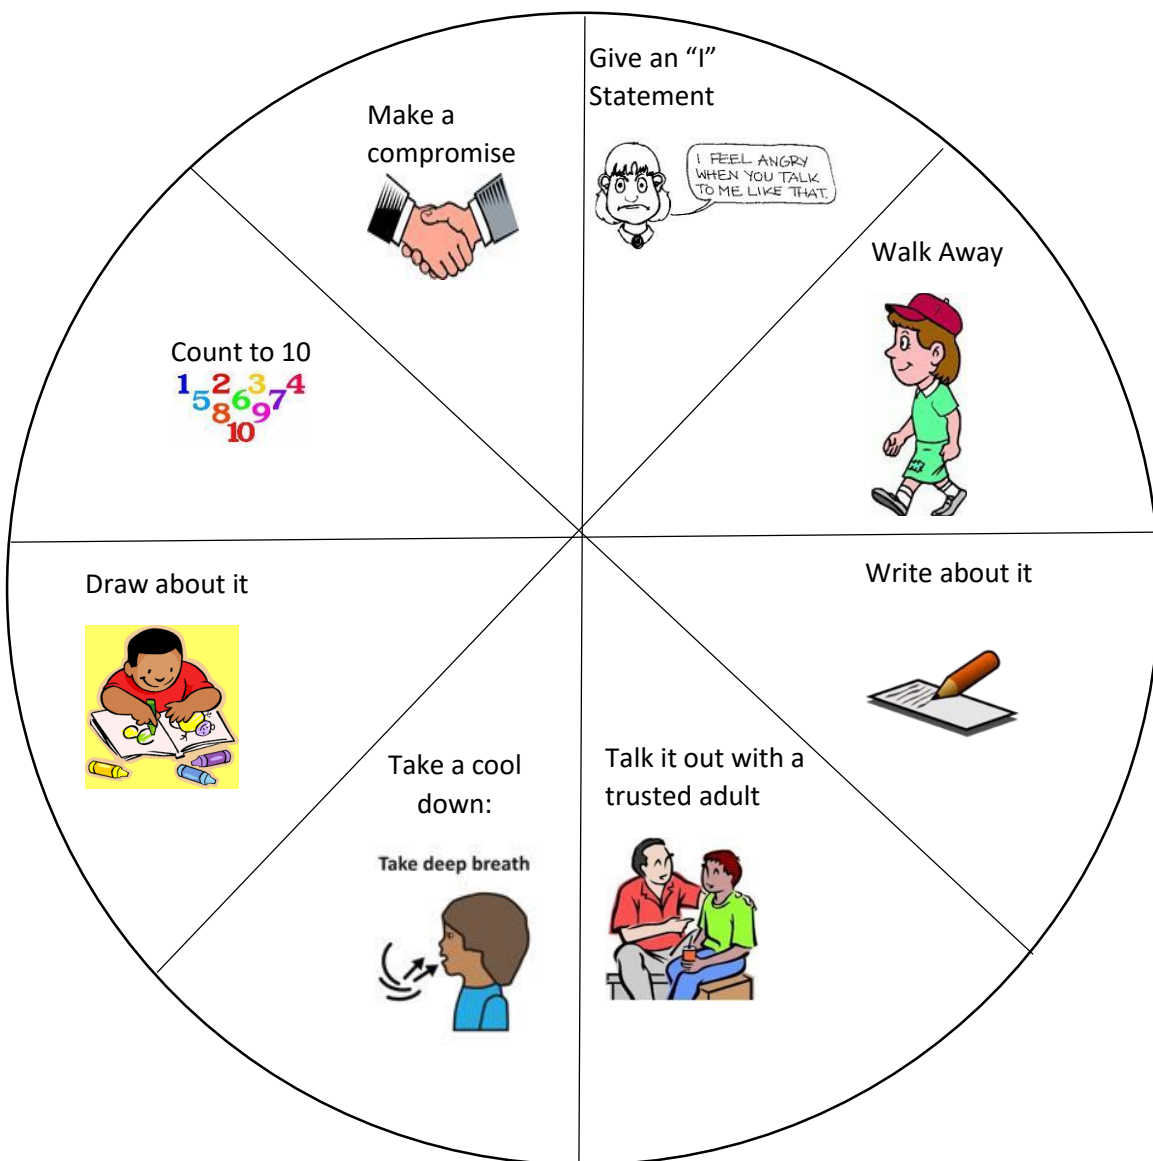 Give an “I”
Statement
I FEEL ANGRY
WHEN YOU TALK
TO ME LIKE THAT.
Walk Away
Write about it
Talk it out with a
trusted adult
Take a cool
down:
Take deep breath
Draw about it
Count to 10
1 2 3 4
5 6 7
8 9
10
Make a
compromise